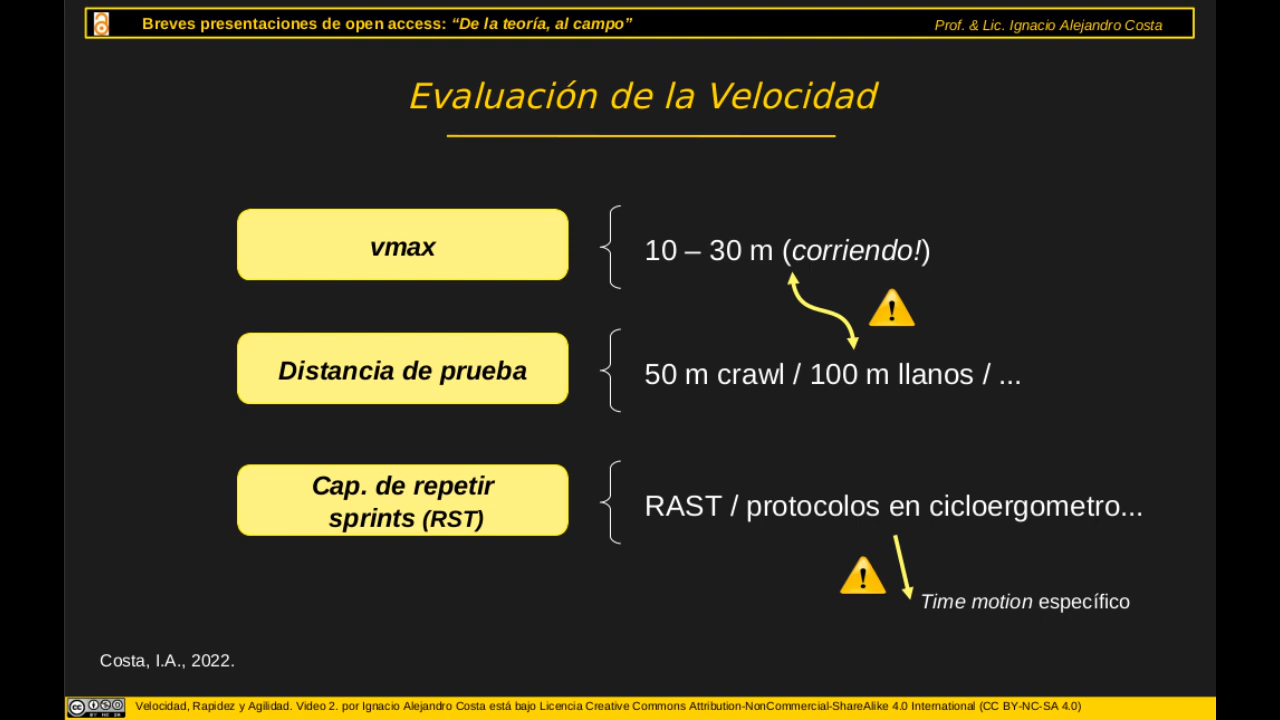 Breves presentaciones de open access: “De la teoría, al campo”
Prof. & Lic. Ignacio Alejandro Costa
Evaluación de la Velocidad
vmax
10 – 30 m (corriendo!)
Distancia de prueba
50 m crawl / 100 m llanos / ...
Cap. de repetir
sprints (RST)
RAST / protocolos en cicloergometro...
Time motion específico
Costa, I.A., 2022.
Velocidad, Rapidez y Agilidad. Video 2. por Ignacio Alejandro Costa está bajo Licencia Creative Commons Attribution-NonCommercial-ShareAlike 4.0 International (CC BY-NC-SA 4.0)